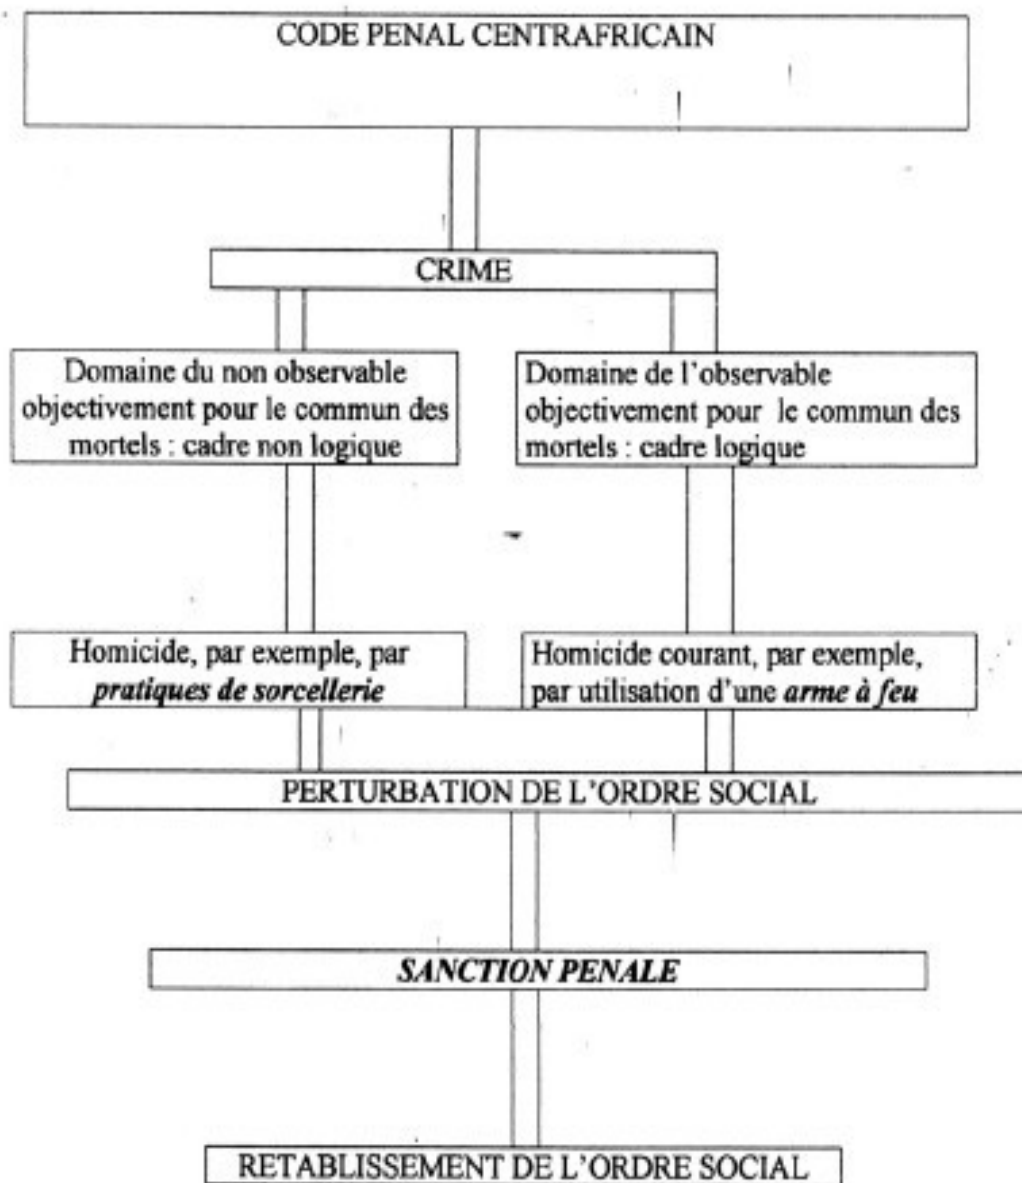 CODE PENAL CENTRAFRICAIN
CRIME
Domaine du non observable
objectivement pour le commun des
mortels : cadre non logique
Domaine de l'observable
objectivement pour le commun des
mortels : cadre logique
Homicide, par exemple, par
pratiques de sorcellerie
Homicide courant, par exemple,
par utilisation d'une arme à feu
PERTURBATION DE L'ORDRE SOCIAL
SANCTION PENALE
RETABLISSEMENT DE L'ORDRE SOCIAL